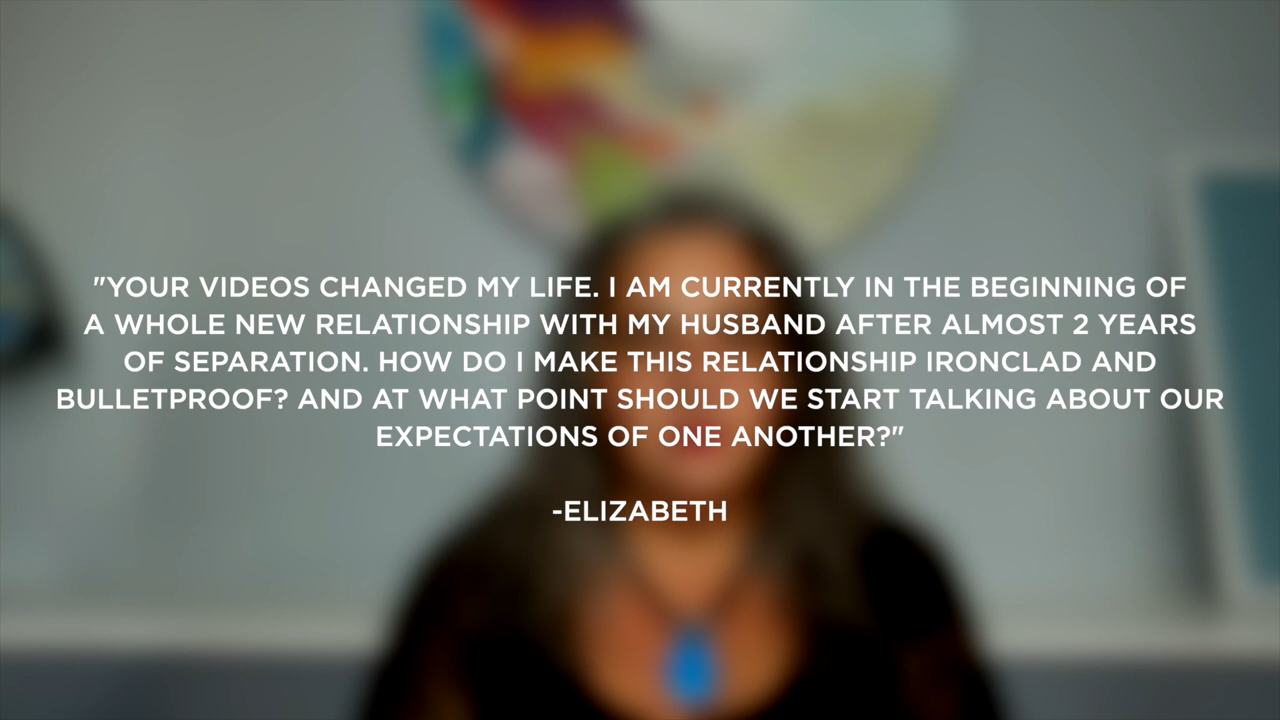 "YOUR VIDEOS CHANGED MY LIFE. I AM CURRENTLY IN THE BEGINNING OF
A WHOLE NEW RELATIONSHIP WITH MY HUSBAND AFTER ALMOST 2 YEARS
OF SEPARATION. HOW DO I MAKE THIS RELATIONSHIP IRONCLAD AND
BULLETPROOF? AND AT WHAT POINT SHOULD WE START TALKING ABOUT OUR
EXPECTATIONS OF ONE ANOTHER?"
-ELIZABETH